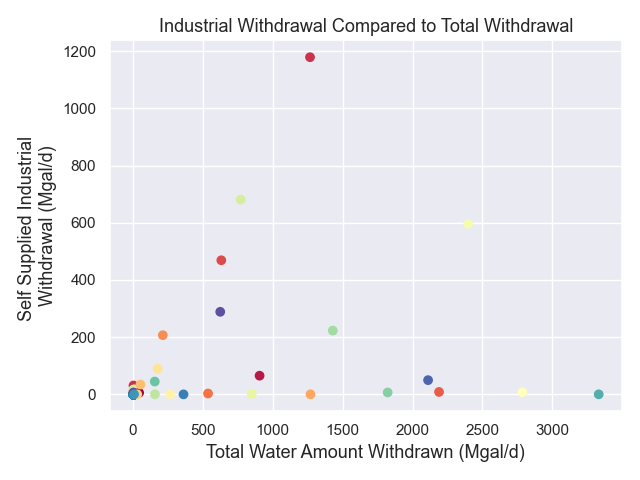 Industrial Withdrawal Compared to Total Withdrawal
1200
1000
800
600
400
200
0
Self Supplied Industrial
Withdrawal (Mgal/d)
0 500 1000 1500 2000 2500 3000
Total Water Amount Withdrawn (Mgal/d)